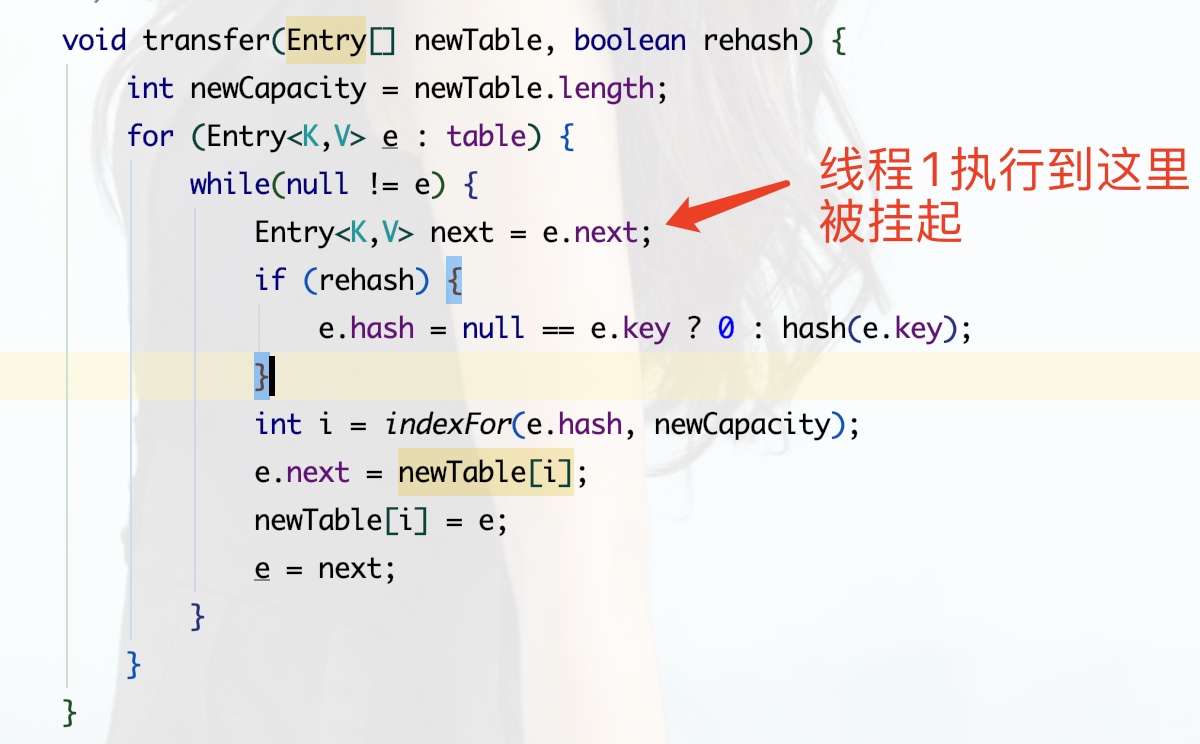 void transfer(Entry[] newTable, boolean rehash) {
int newCapacity = newTable.length;
for (Entry<K,V> e : table) {
while(null != e) {
Entry<K,V> next = e.next;
线程1执行到这里
被挂起
if (rehash) {
e.hash = null == e.key ? 0 : hash(e.key);
}
int i = indexFor(e.hash, newCapacity);
e.next = newTable[i];
newTable[i] = e;
e = next;
}
}
}